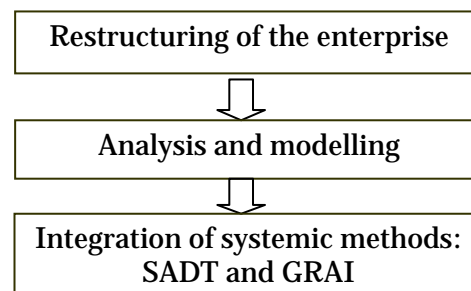 Restructuring of the enterprise
Analysis and modelling
Integration of systemic methods:
SADT and GRAI